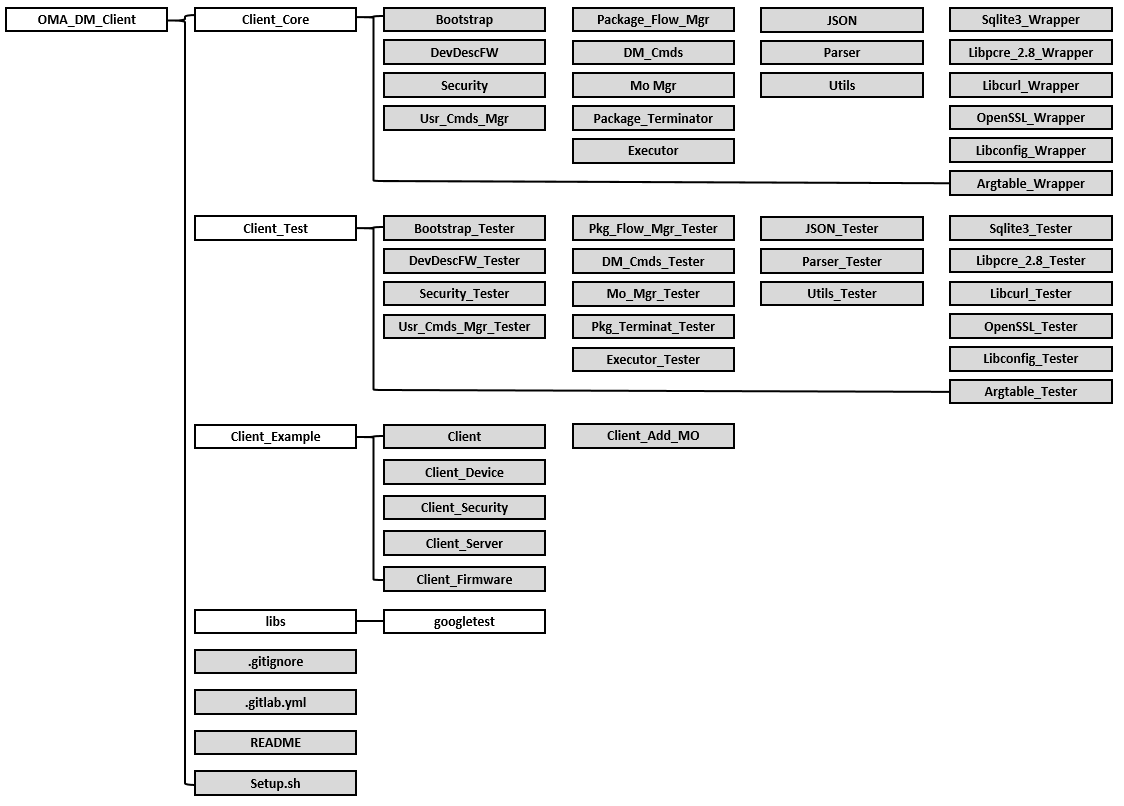 OMA_DM_Client
Client_Core
Bootstrap
Package_Flow_Mgr
JSON
Sqlite3_Wrapper
DevDescFW
DM_Cmds
Parser
Libpcre_2.8_Wrapper
Security
Mo Mgr
Utils
Libcurl_Wrapper
Usr_Cmds_Mgr
Package_Terminator
OpenSSL_Wrapper
Executor
Libconfig_Wrapper
Argtable_Wrapper
Client_Test
Bootstrap_Tester
Pkg_Flow_Mgr_Tester
JSON_Tester
Sqlite3_Tester
DevDescFW_Tester
DM_Cmds_Tester
Parser_Tester
Libpcre_2.8_Tester
Security_Tester
Mo_Mgr_Tester
Utils_Tester
Libcurl_Tester
Usr_Cmds_Mgr_Tester
Pkg_Terminat_Tester
OpenSSL_Tester
Executor_Tester
Libconfig_Tester
Argtable_Tester
Client_Example
Client
Client_Add_MO
Client_Device
Client_Security
Client_Server
Client_Firmware
libs
googletest
.gitignore
.gitlab.yml
README
Setup.sh